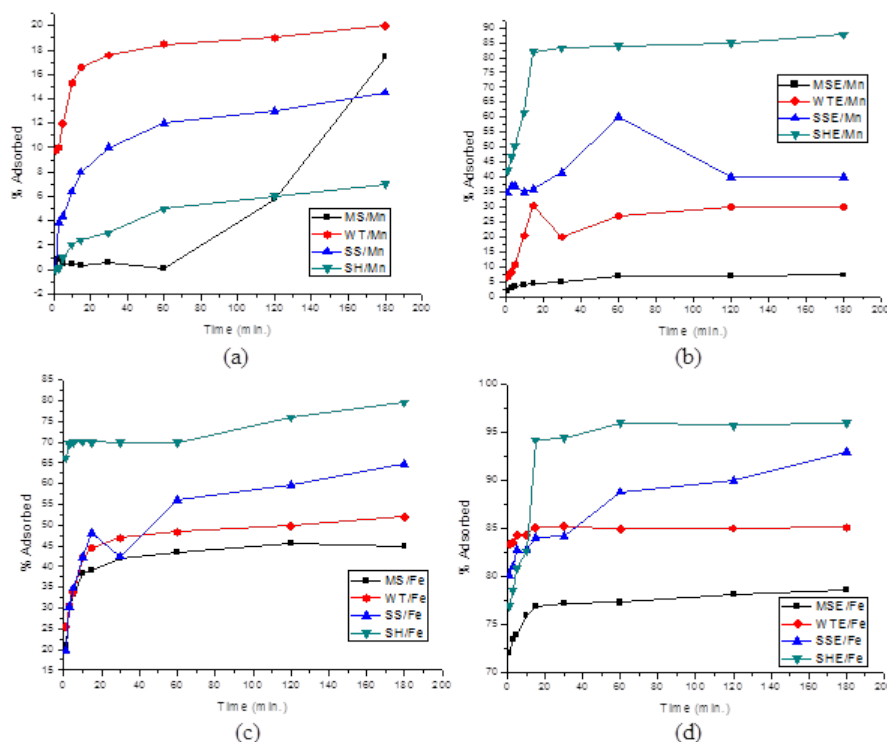 20
18
16
14
12
10
8
6
4
2
0
-2
% Adsorbed
MS/Mn
WT/Mn
SS/Mn
SH/Mn
0 20 40 60 80 100 120 140 160 180 200
Time (min.)
(a)
90
85
80
75
70
65
60
55
50
45
40
35
30
25
20
15
10
5
0
% Adsorbed
MSE/Mn
WTE/Mn
SSE/Mn
SHE/Mn
0 20 40 60 80 100 120 140 160 180 200
Time (min.)
(b)
85
80
75
70
65
60
55
50
45
40
35
30
25
20
15
% Adsorbed
MS/Fe
WT/Fe
SS/Fe
SH/Fe
0 20 40 60 80 100 120 140 160 180 200
Time (min.)
(c)
100
95
90
85
80
75
70
% Adsorbed
MSE/Fe
WTE/Fe
SSE/Fe
SHE/Fe
0 20 40 60 80 100 120 140 160 180 200
Time (min.)
(d)